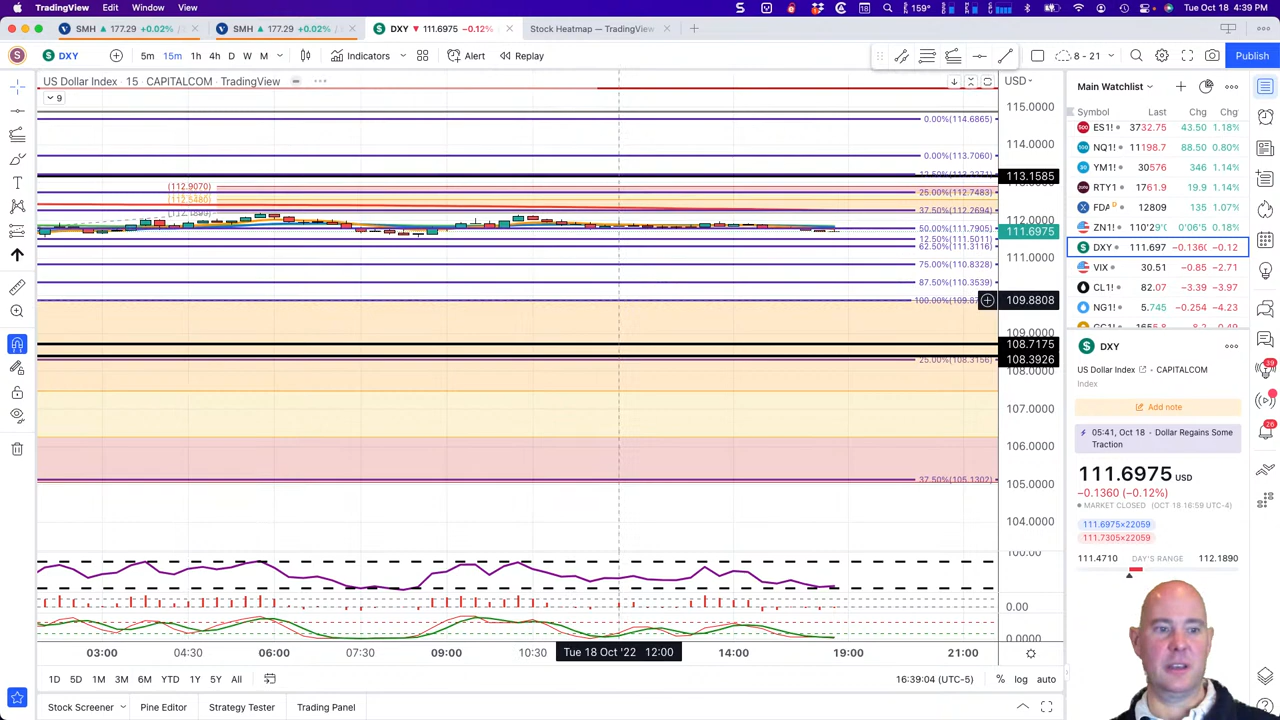 Chrome File Edit Window View
159° Tue Oct 18 4:39 PM
SMH 177.29 +0.02%
SMH 177.29 +0.02%
DXY 111.6975 −0.12%
Stock Heatmap — TradingView
S DXY 5m 15m 1h 4h D W M Indicators Alert Replay 8 - 21 Publish
US Dollar Index · 15 · CAPITALCOM · TradingView
9
USD
115.0000
0.00%(114.6865)
114.0000
0.00%(113.7060)
113.1585
(112.9070)
25.00%(112.7483)
(112.5480)
37.50%(112.2694)
112.0000
50.00%(111.7905)
111.6975
12.50%(111.5011)
62.50%(111.3116)
111.0000
75.00%(110.8328)
87.50%(110.3539)
109.8808
109.0000
108.7175
108.3926
25.00%(108.3156)
108.0000
107.0000
106.0000
37.50%(105.1302)
105.0000
104.0000
0.00
0.0000
03:00 04:30 06:00 07:30 09:00 10:30 Tue 18 Oct '22 12:00 14:00 19:00 21:00
1D 5D 1M 3M 6M YTD 1Y 5Y All
16:39:04 (UTC-5) % log auto
Stock Screener Pine Editor Strategy Tester Trading Panel
Main Watchlist
Symbol Last Chg Chg%
ES1! 3732.75 43.50 1.18%
NQ1! 11198.7 88.50 0.80%
YM1! 30576 346 1.14%
RTY1 1761.9 19.9 1.14%
FDA D 12809 135 1.07%
ZN1! 110'29'0 0'06'5 0.18%
DXY 111.697 −0.1360 −0.12
VIX 30.51 −0.85 −2.71
CL1! 82.07 −3.39 −3.97
NG1! 5.745 −0.254 −4.23
DXY
US Dollar Index · CAPITALCOM
Index
Add note
05:41, Oct 18 · Dollar Regains Some
Traction
111.6975 USD
−0.1360 (−0.12%)
MARKET CLOSED (OCT 18 16:59 UTC-4)
111.6975×22059
111.7305×22059
111.4710 DAY'S RANGE 112.1890